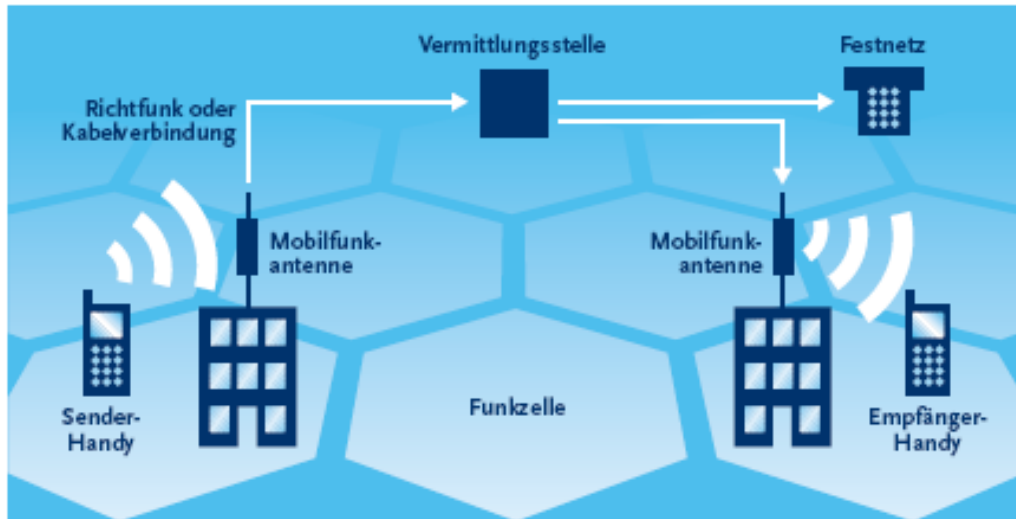 Vermittlungsstelle
Festnetz
Richtfunk oder
Kabelverbindung
Mobilfunk-
antenne
Mobilfunk-
antenne
Sender-
Handy
Funkzelle
Empfänger-
Handy